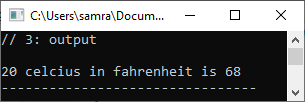 C:\Users\samra\Docum...
// 3: output
20 celcius in fahrenheit is 68
--------------------------------